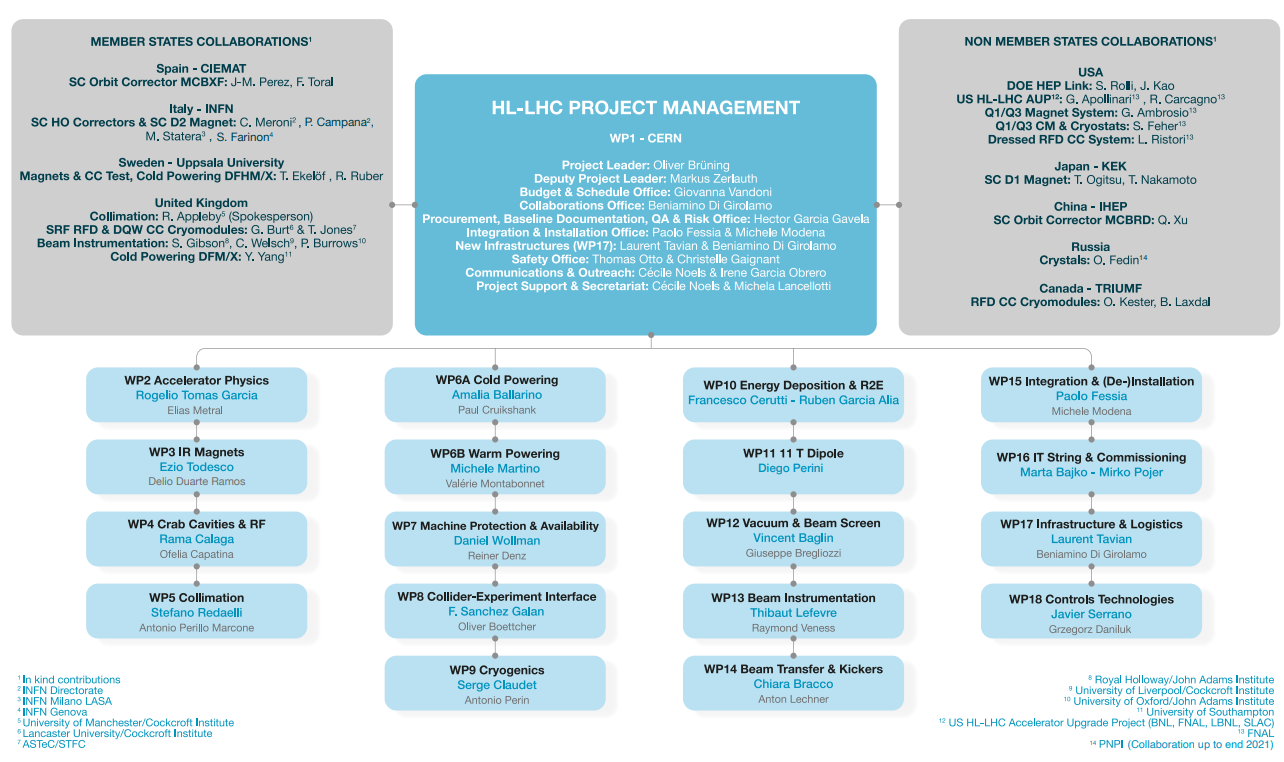 MEMBER STATES COLLABORATIONS¹
Spain - CIEMAT
SC Orbit Corrector MCBXF: J-M. Perez, F. Toral
Italy - INFN
SC HO Correctors & SC D2 Magnet: C. Meroni², P. Campana²,
M. Statera³ , S. Farinon⁴
Sweden - Uppsala University
Magnets & CC Test, Cold Powering DFHM/X: T. Ekelöf , R. Ruber
United Kingdom
Collimation: R. Appleby⁵ (Spokesperson)
SRF RFD & DQW CC Cryomodules: G. Burt⁶ & T. Jones⁷
Beam Instrumentation: S. Gibson⁸, C. Welsch⁹, P. Burrows¹⁰
Cold Powering DFM/X: Y. Yang¹¹
HL-LHC PROJECT MANAGEMENT
WP1 - CERN
Project Leader: Oliver Brüning
Deputy Project Leader: Markus Zerlauth
Budget & Schedule Office: Giovanna Vandoni
Collaborations Office: Beniamino Di Girolamo
Procurement, Baseline Documentation, QA & Risk Office: Hector Garcia Gavela
Integration & Installation Office: Paolo Fessia & Michele Modena
New Infrastructures (WP17): Laurent Tavian & Beniamino Di Girolamo
Safety Office: Thomas Otto & Christelle Gaignant
Communications & Outreach: Cécile Noels & Irene Garcia Obrero
Project Support & Secretariat: Cécile Noels & Michela Lancellotti
NON MEMBER STATES COLLABORATIONS¹
USA
DOE HEP Link: S. Rolli, J. Kao
US HL-LHC AUP¹²: G. Apollinari¹³ , R. Carcagno¹³
Q1/Q3 Magnet System: G. Ambrosio¹³
Q1/Q3 CM & Cryostats: S. Feher¹³
Dressed RFD CC System: L. Ristori¹³
Japan - KEK
SC D1 Magnet: T. Ogitsu, T. Nakamoto
China - IHEP
SC Orbit Corrector MCBRD: Q. Xu
Russia
Crystals: O. Fedin¹⁴
Canada - TRIUMF
RFD CC Cryomodules: O. Kester, B. Laxdal
WP2 Accelerator Physics
Rogelio Tomas Garcia
Elias Metral
WP3 IR Magnets
Ezio Todesco
Delio Duarte Ramos
WP4 Crab Cavities & RF
Rama Calaga
Ofelia Capatina
WP5 Collimation
Stefano Redaelli
Antonio Perillo Marcone
WP6A Cold Powering
Amalia Ballarino
Paul Cruikshank
WP6B Warm Powering
Michele Martino
Valérie Montabonnet
WP7 Machine Protection & Availability
Daniel Wollman
Reiner Denz
WP8 Collider-Experiment Interface
F. Sanchez Galan
Oliver Boettcher
WP9 Cryogenics
Serge Claudet
Antonio Perin
WP10 Energy Deposition & R2E
Francesco Cerutti - Ruben Garcia Alia
WP11 11 T Dipole
Diego Perini
WP12 Vacuum & Beam Screen
Vincent Baglin
Giuseppe Bregliozzi
WP13 Beam Instrumentation
Thibaut Lefevre
Raymond Veness
WP14 Beam Transfer & Kickers
Chiara Bracco
Anton Lechner
WP15 Integration & (De-)Installation
Paolo Fessia
Michele Modena
WP16 IT String & Commissioning
Marta Bajko - Mirko Pojer
WP17 Infrastructure & Logistics
Laurent Tavian
Beniamino Di Girolamo
WP18 Controls Technologies
Javier Serrano
Grzegorz Daniluk
¹ In kind contributions
² INFN Directorate
³ INFN Milano LASA
⁴ INFN Genova
⁵ University of Manchester/Cockcroft Institute
⁶ Lancaster University/Cockcroft Institute
⁷ ASTeC/STFC
⁸ Royal Holloway/John Adams Institute
⁹ University of Liverpool/Cockcroft Institute
¹⁰ University of Oxford/John Adams Institute
¹¹ University of Southampton
¹² US HL-LHC Accelerator Upgrade Project (BNL, FNAL, LBNL, SLAC)
¹³ FNAL
¹⁴ PNPI (Collaboration up to end 2021)